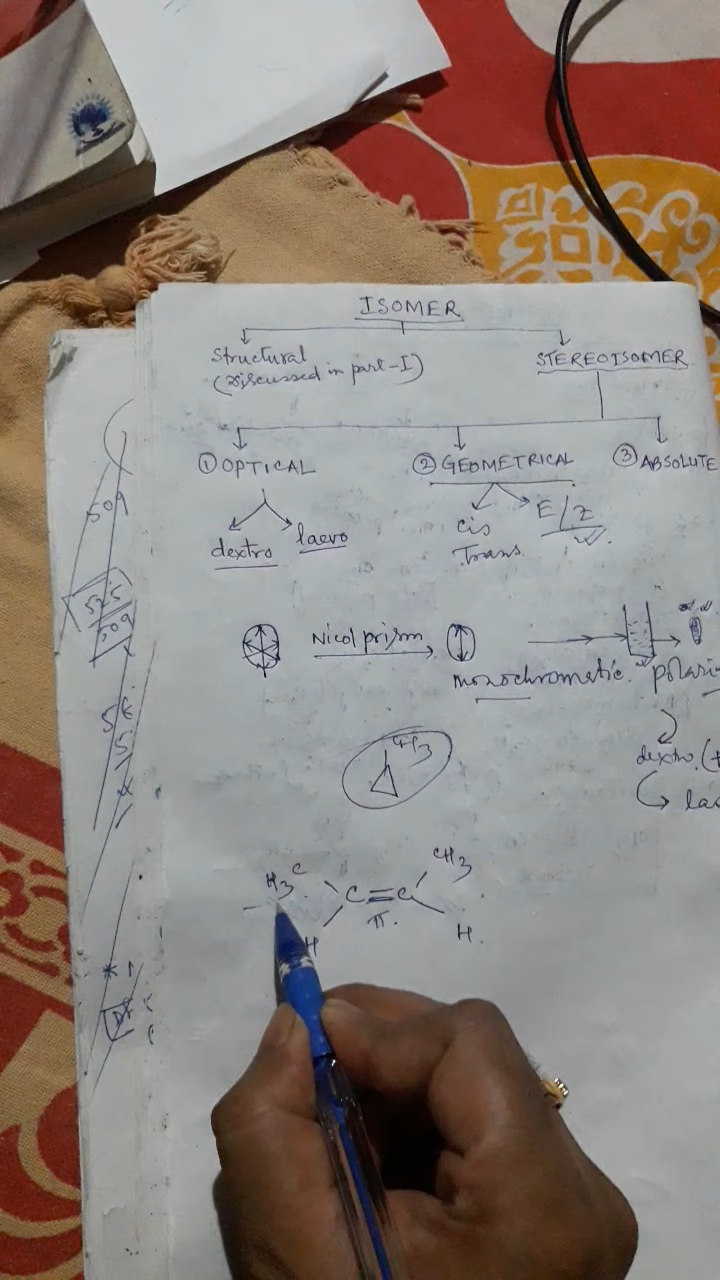 ISOMER
Structural
(Discussed in part-I)
STEREOISOMER
① OPTICAL
② GEOMETRICAL
③ ABSOLUTE
dextro
laevo
cis
Trans
E/Z
Nicol prism
monochromatic.
dextro
CH3
H3C
C=C
CH3
π.
H
H.
509